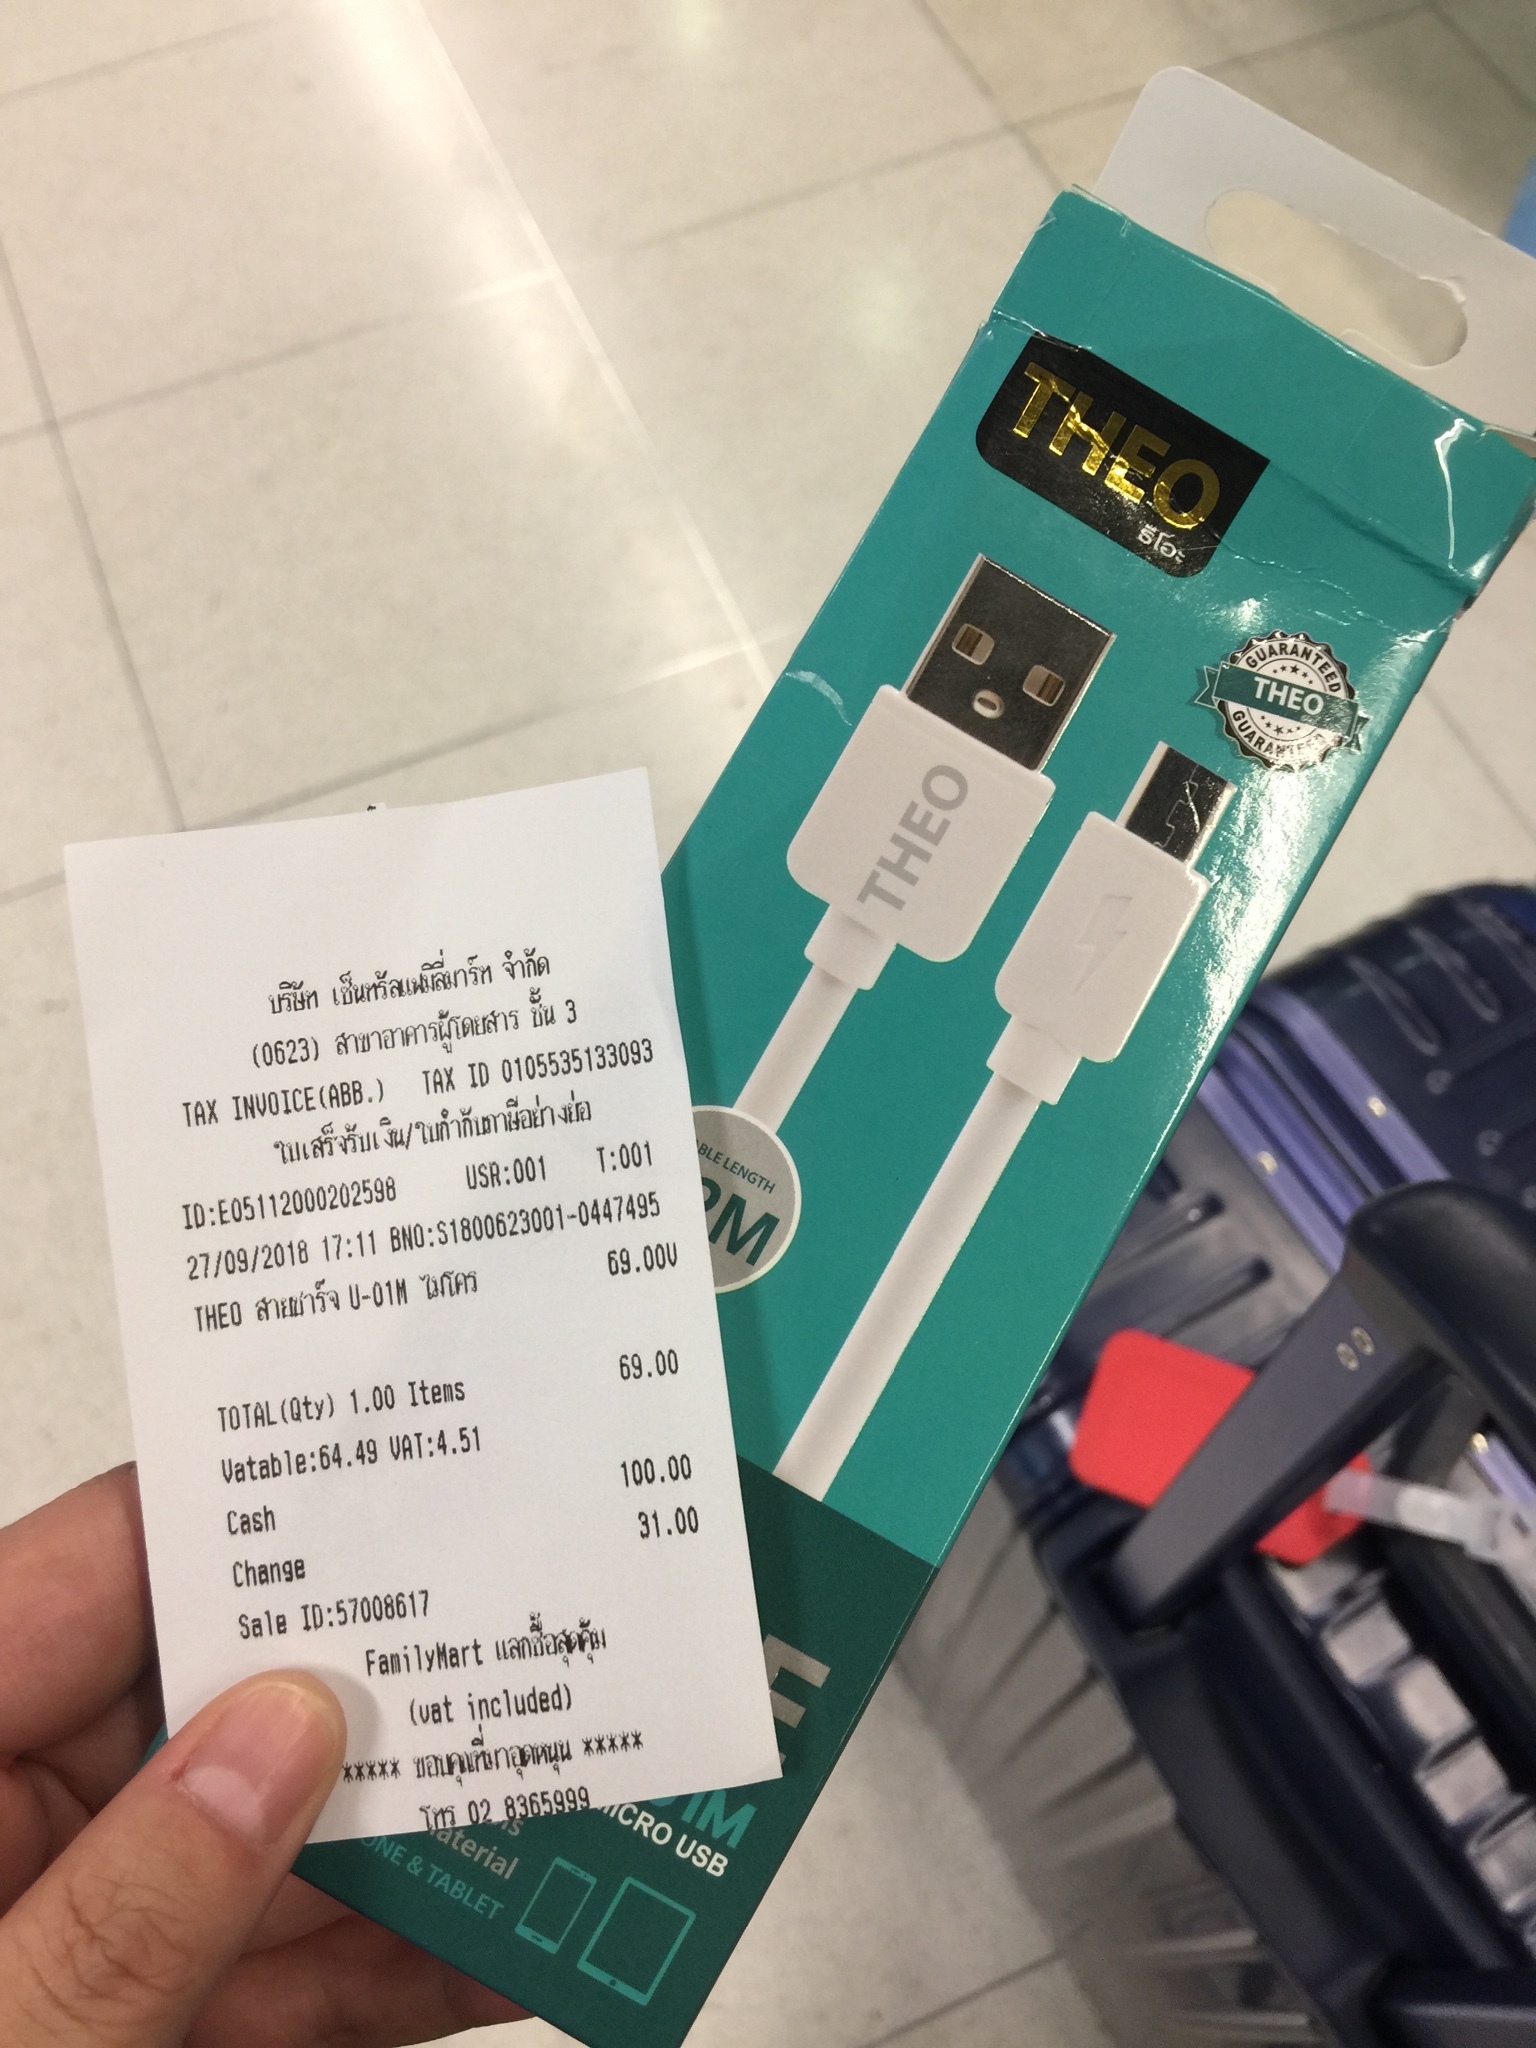 บริษัท เซ็นทรัลแฟมิลี่มาร์ท จำกัด
(0623) สาขาอาคารผู้โดยสาร ชั้น 3
TAX INVOICE(ABB.) TAX ID 0105535133093
ใบเสร็จรับเงิน/ใบกำกับภาษีอย่างย่อ
ID:E05112000202598 USR:001 T:001
27/09/2018 17:11 BNO:S1800623001-0447495
THEO สายชาร์จ U-01M ไมโคร 69.00V
TOTAL(Qty) 1.00 Items 69.00
Vatable:64.49 VAT:4.51
Cash 100.00
Change 31.00
Sale ID:57008617
FamilyMart แลกซื้อสุดคุ้ม
(vat included)
***** ขอบคุณที่มาอุดหนุน *****
โทร 02 8365999
THEO
ธีโอะ
GUARANTEED
THEO
GUARANTEED
THEO
LENGTH
MICRO USB
& TABLET